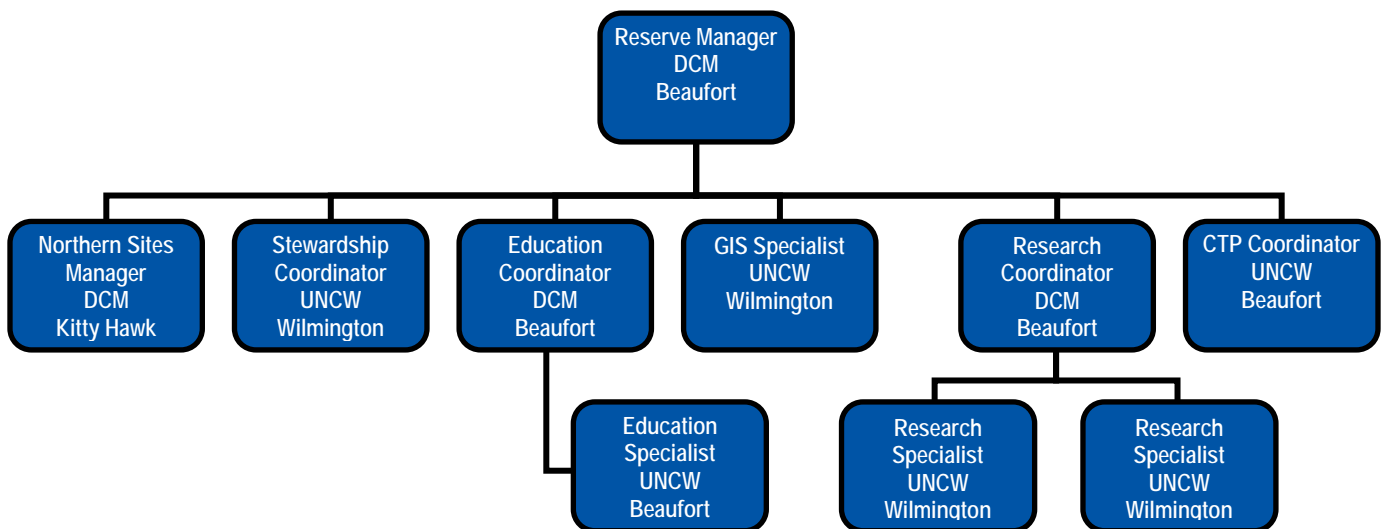 Reserve Manager
DCM
Beaufort
Northern Sites
Manager
DCM
Kitty Hawk
Stewardship
Coordinator
UNCW
Wilmington
Education
Coordinator
DCM
Beaufort
GIS Specialist
UNCW
Wilmington
Research
Coordinator
DCM
Beaufort
CTP Coordinator
UNCW
Beaufort
Education
Specialist
UNCW
Beaufort
Research
Specialist
UNCW
Wilmington
Research
Specialist
UNCW
Wilmington